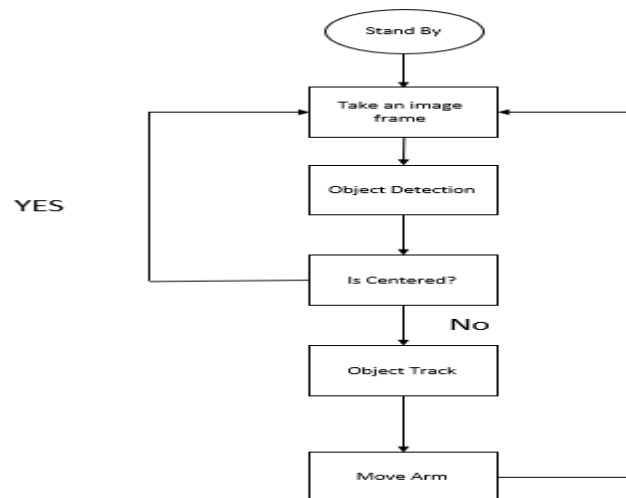 Stand By
Take an image
frame
Object Detection
YES
Is Centered?
No
Object Track
Move Arm